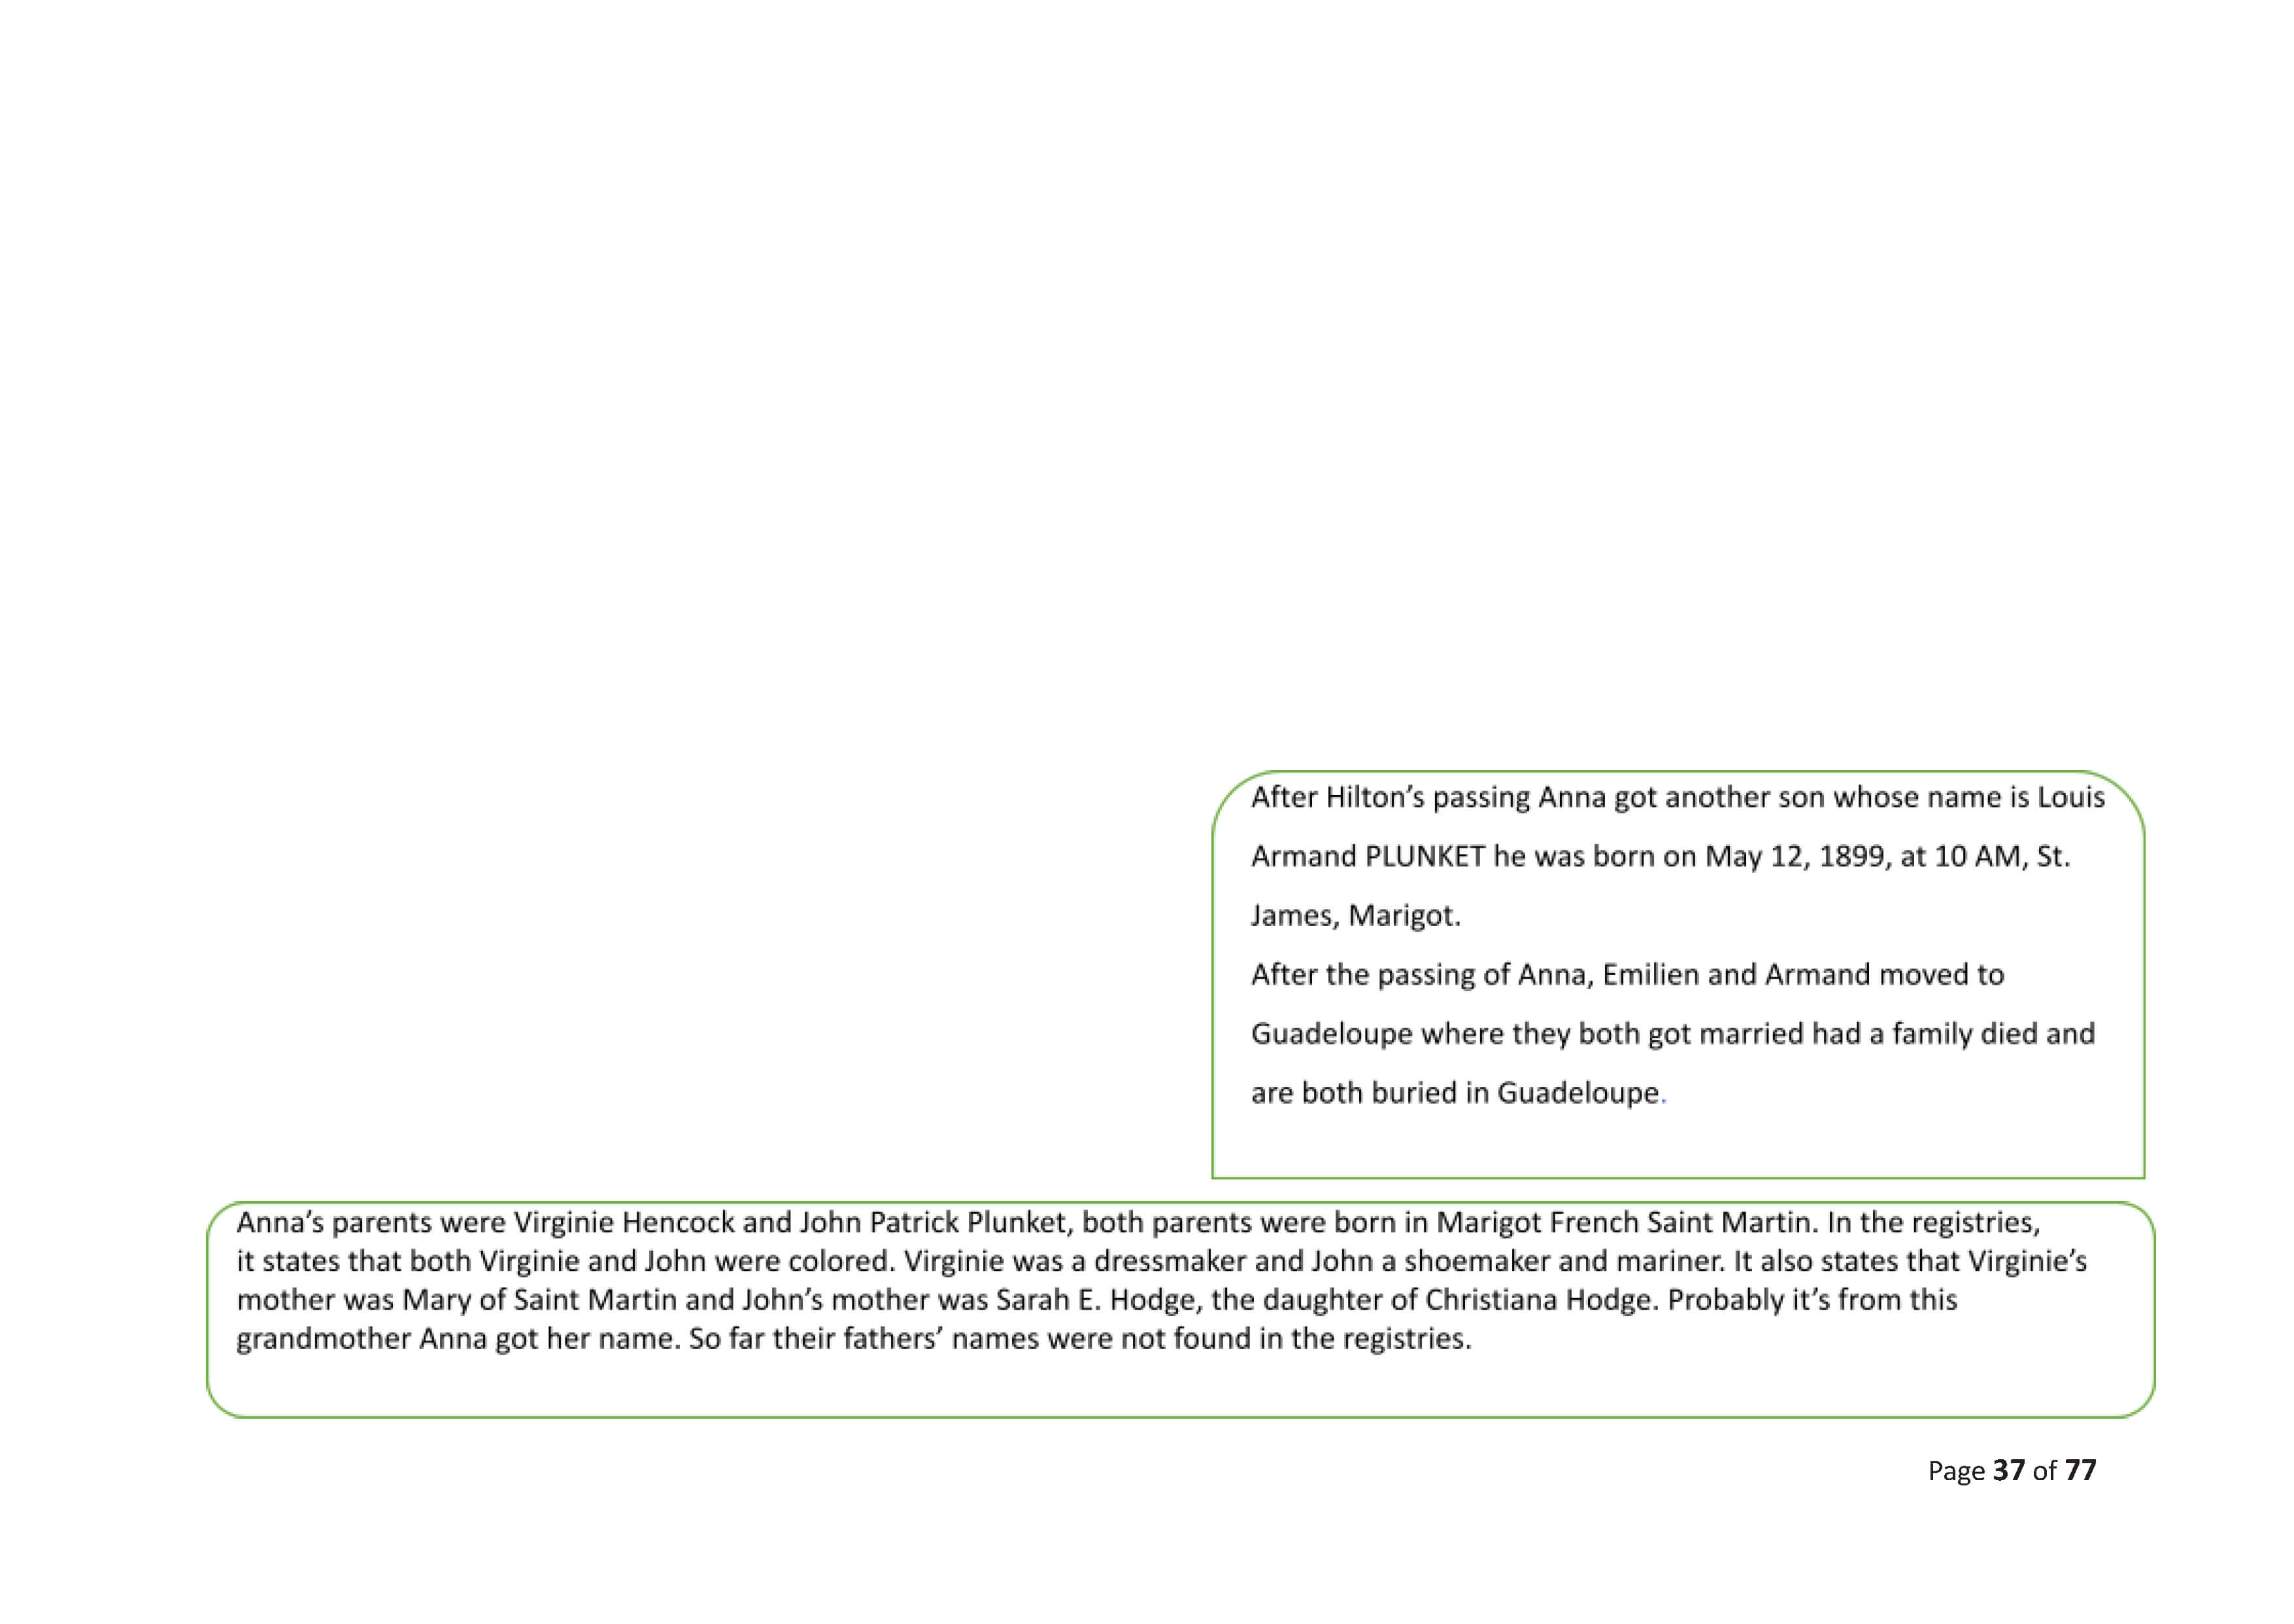 After Hilton’s passing Anna got another son whose name is Louis
Armand PLUNKET he was born on May 12, 1899, at 10 AM, St.
James, Marigot.
After the passing of Anna, Emilien and Armand moved to
Guadeloupe where they both got married had a family died and
are both buried in Guadeloupe.
Anna’s parents were Virginie Hencock and John Patrick Plunket, both parents were born in Marigot French Saint Martin. In the registries,
it states that both Virginie and John were colored. Virginie was a dressmaker and John a shoemaker and mariner. It also states that Virginie’s
mother was Mary of Saint Martin and John’s mother was Sarah E. Hodge, the daughter of Christiana Hodge. Probably it’s from this
grandmother Anna got her name. So far their fathers’ names were not found in the registries.
Page 37 of 77